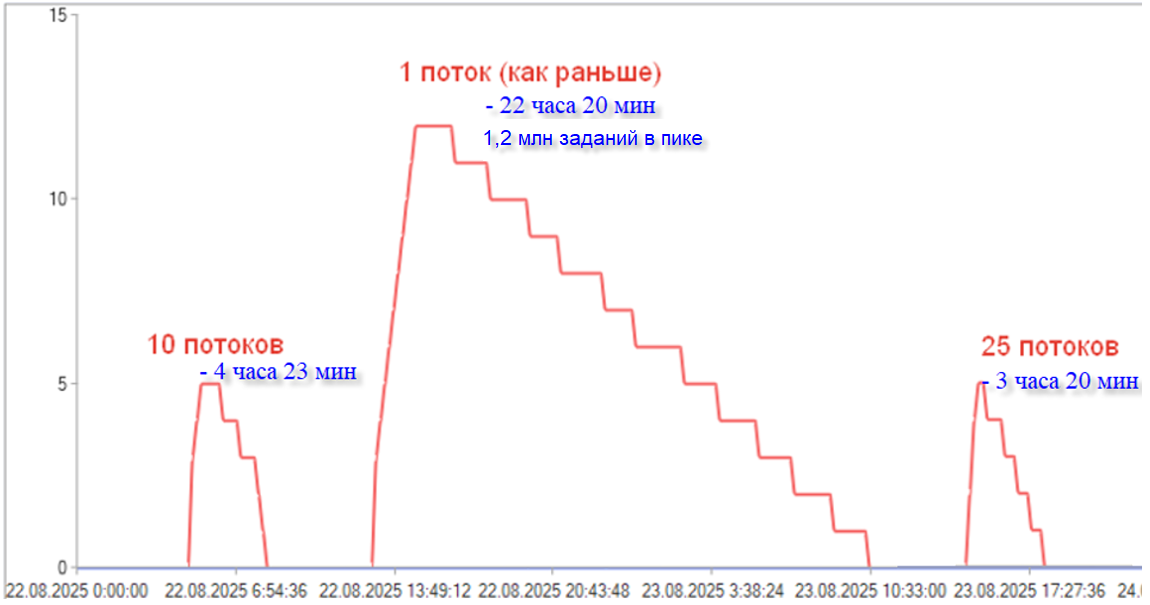 15
1 поток (как раньше)
- 22 часа 20 мин
1,2 млн заданий в пике
10
10 потоков
- 4 часа 23 мин
25 потоков
- 3 часа 20 мин
5
0
22.08.2025 0:00:00 22.08.2025 6:54:36 22.08.2025 13:49:12 22.08.2025 20:43:48 23.08.2025 3:38:24 23.08.2025 10:33:00 23.08.2025 17:27:36 24.0